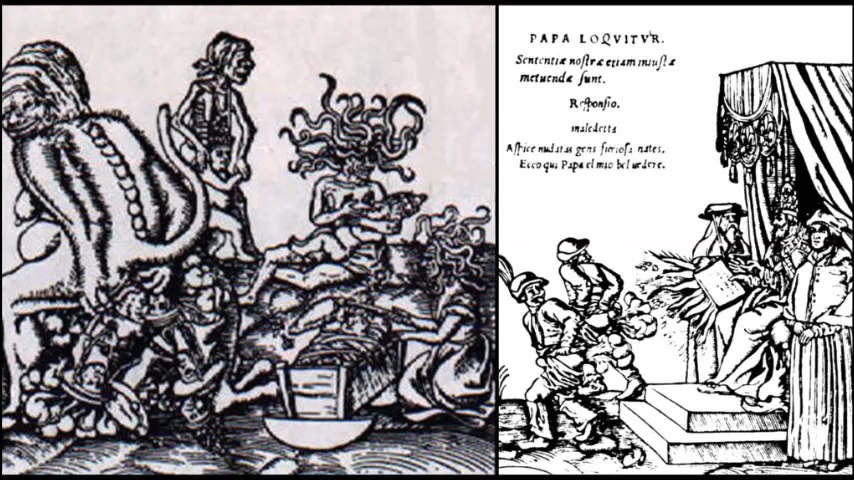 PAPA LOQVITVR.
Sententiæ noſtræ etiam iniuſtæ
metuendæ ſunt.
Reſponſio.
maledetta
Aſpice nudatas gens furioſa nates.
Ecco qui Papa el mio bel uedere.